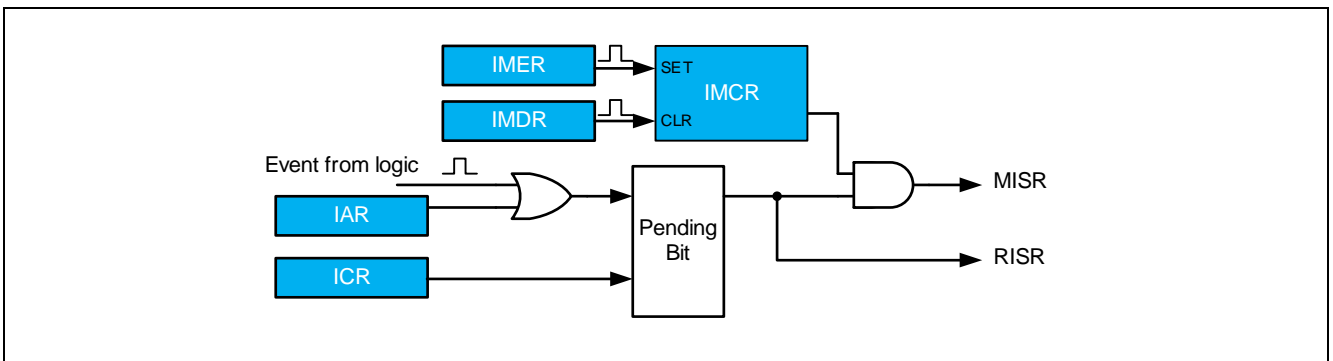 IMER
SET
IMCR
IMDR
CLR
Event from logic
IAR
MISR
Pending
Bit
RISR
ICR